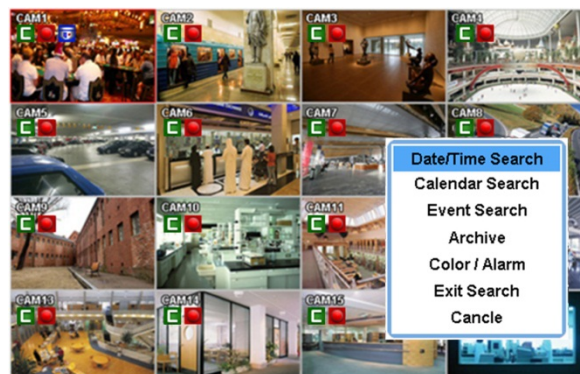 CAM1
CAM2
CAM3
CAM4
CAM5
CAM6
CAM7
CAM8
CAM9
CAM10
CAM11
CAM13
CAM14
CAM15
Date/Time Search
Calendar Search
Event Search
Archive
Color / Alarm
Exit Search
Cancle